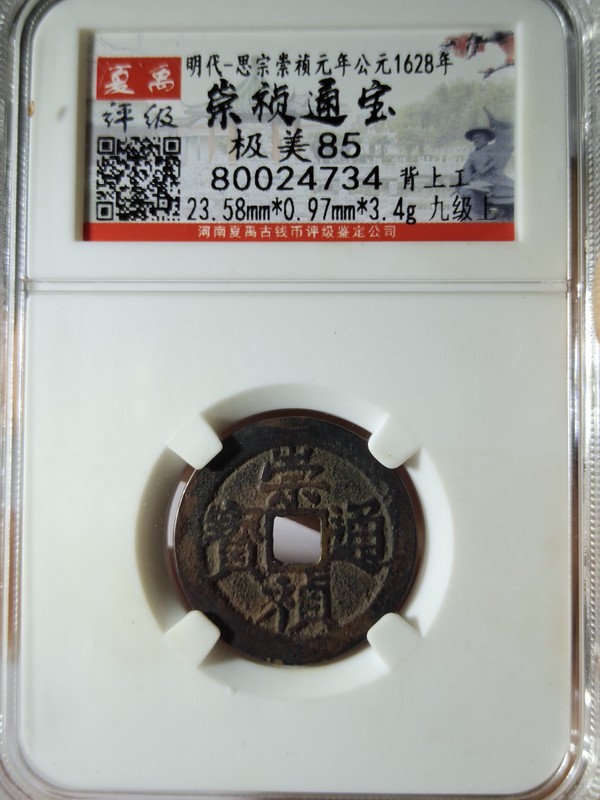 夏禹
评级
明代-思宗崇祯元年公元1628年
崇祯通宝
极美85
80024734 背上工
23.58mm*0.97mm*3.4g 九级上
河南夏禹古钱币评级鉴定公司
崇禎通寶